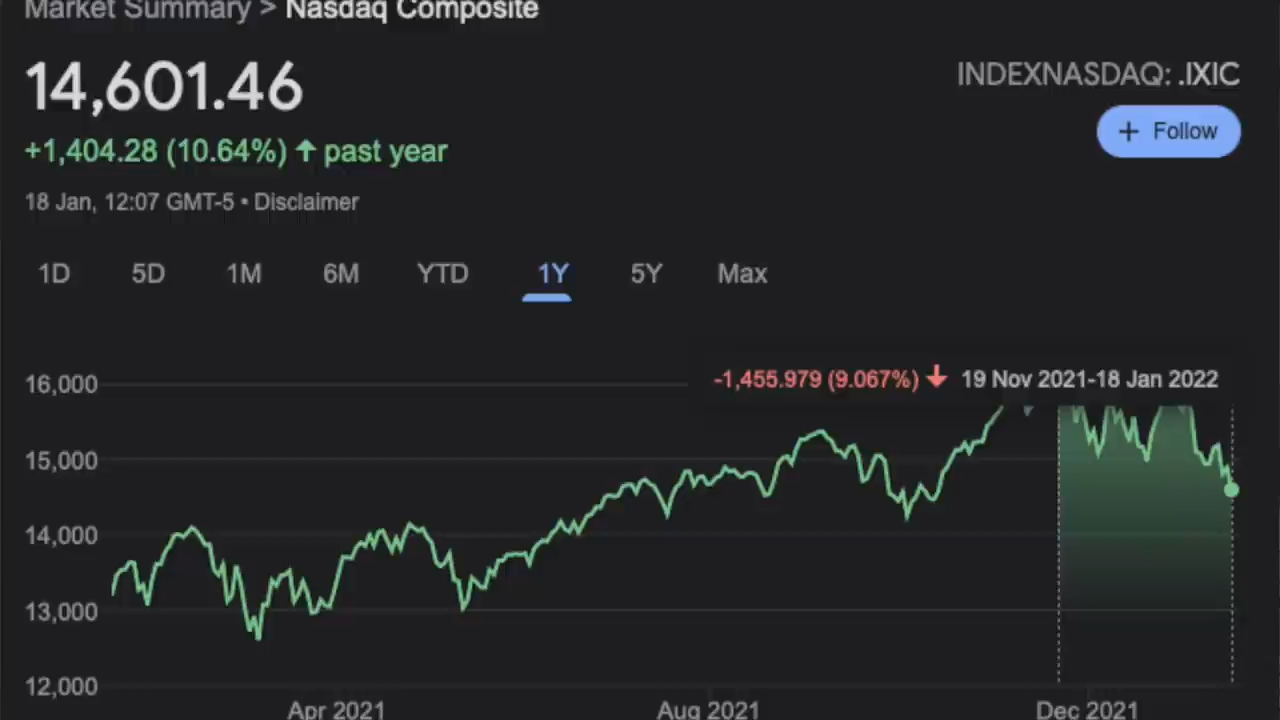 Market Summary > Nasdaq Composite
14,601.46
INDEXNASDAQ: .IXIC
+1,404.28 (10.64%) ↑ past year
+ Follow
18 Jan, 12:07 GMT-5 • Disclaimer
1D 5D 1M 6M YTD 1Y 5Y Max
-1,455.979 (9.067%) ↓ 19 Nov 2021-18 Jan 2022
16,000
15,000
14,000
13,000
12,000
Apr 2021 Aug 2021 Dec 2021